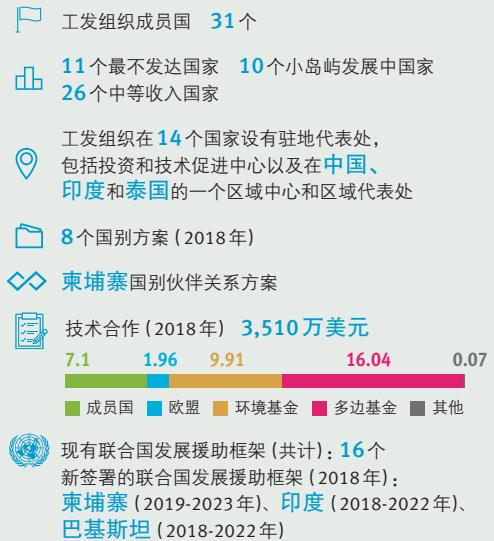 工发组织成员国 31个
11个最不发达国家 10个小岛屿发展中国家
26个中等收入国家
工发组织在14个国家设有驻地代表处，
包括投资和技术促进中心以及在中国、
印度和泰国的一个区域中心和区域代表处
8个国别方案（2018年）
柬埔寨国别伙伴关系方案
技术合作（2018年） 3,510万美元
7.1 1.96 9.91 16.04 0.07
成员国 欧盟 环境基金 多边基金 其他
现有联合国发展援助框架（共计）：16个
新签署的联合国发展援助框架（2018年）：
柬埔寨（2019-2023年）、印度（2018-2022年）、
巴基斯坦（2018-2022年）